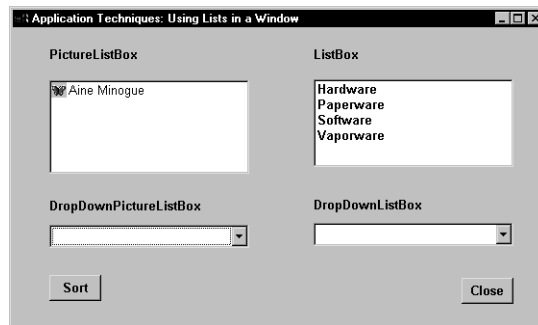 Application Techniques: Using Lists in a Window
PictureListBox
ListBox
Aine Minogue
Hardware
Paperware
Software
Vaporware
DropDownPictureListBox
DropDownListBox
Sort
Close